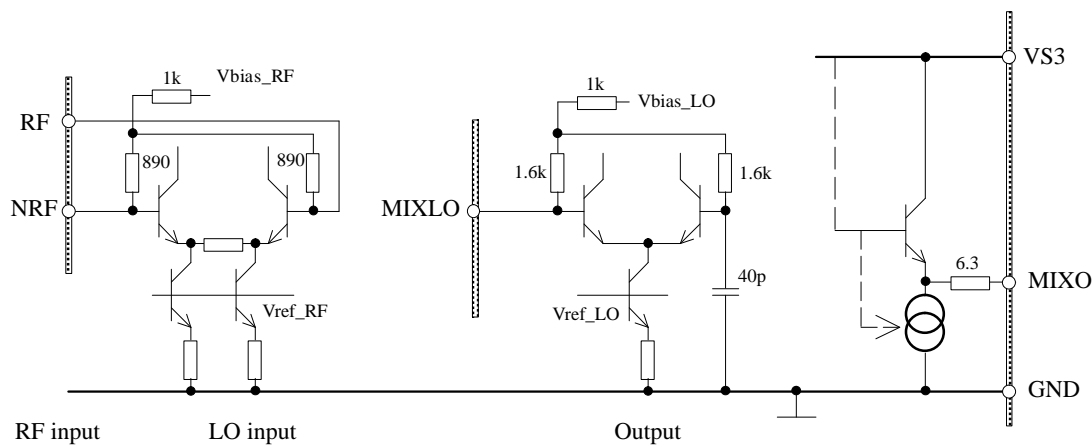 VS3
1k
Vbias_RF
1k
Vbias_LO
RF
890
890
1.6k
1.6k
NRF
MIXLO
6.3
MIXO
40p
Vref_RF
Vref_LO
GND
RF input
LO input
Output